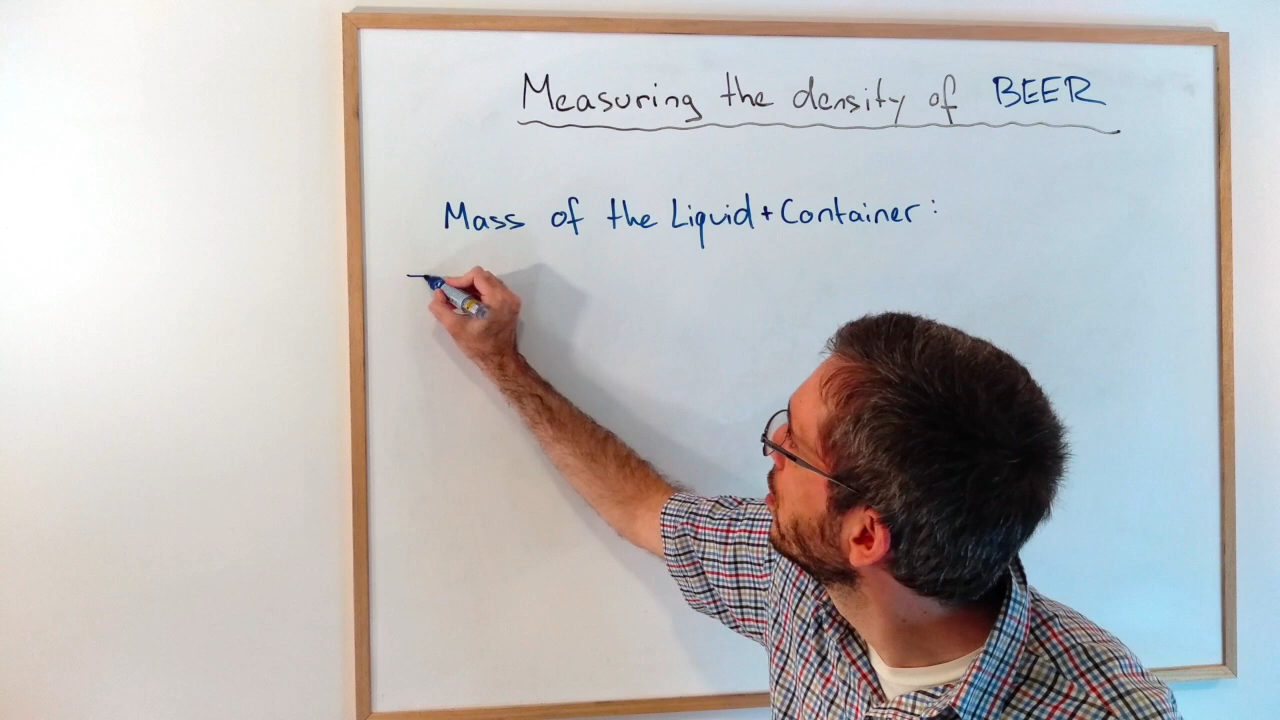 Measuring the density of BEER
Mass of the Liquid + Container: